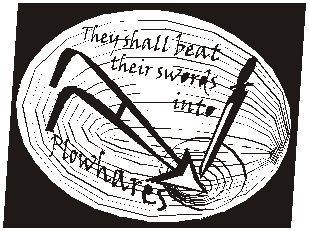 They shall beat
their swords
into
plowhares